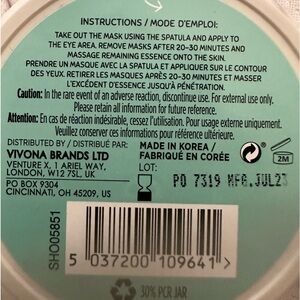 INSTRUCTIONS / MODE D'EMPLOI:
TAKE OUT THE MASK USING THE SPATULA AND APPLY TO
THE EYE AREA. REMOVE MASKS AFTER 20-30 MINUTES AND
MASSAGE REMAINING ESSENCE ONTO THE SKIN.
PRENDRE UN MASQUE AVEC LA SPATULE ET APPLIQUER SUR LE CONTOUR
DES YEUX. RETIRER LES MASQUES APRÈS 20-30 MINUTES ET MASSER
L'EXCÉDENT ESSENCE JUSQU'À PÉNÉTRATION.
Caution: In the rare event of an adverse reaction, discontinue use. For external use only.
Please retain all information for future reference.
Attention: En cas de réaction indésirable, cessez l'utilisation. Pour usage externe uniquement.
Veuillez conserver ces informations pour référence ultérieure.
DISTRIBUTED BY / DISTRIBUÉ PAR:
VIVONA BRANDS LTD
VENTURE X, 1 ARIEL WAY,
LONDON, W12 7SL, UK
PO BOX 9304
CINCINNATI, OH 45209, US
MADE IN KOREA /
FABRIQUÉ EN CORÉE
2M
LOT:
PO 7319 MFG.JUL23
SHO05851
5 037200 109641 >
30% PCR JAR